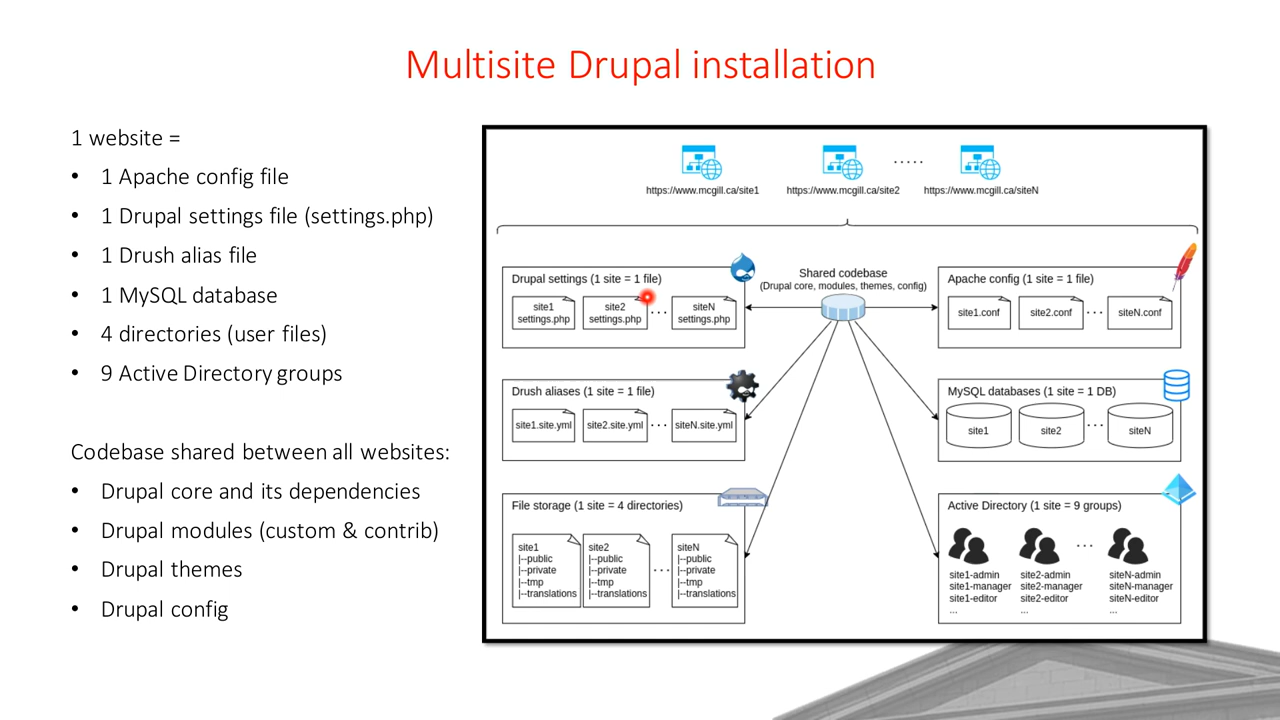 Multisite Drupal installation
1 website =
• 1 Apache config file
• 1 Drupal settings file (settings.php)
• 1 Drush alias file
• 1 MySQL database
• 4 directories (user files)
• 9 Active Directory groups
Codebase shared between all websites:
• Drupal core and its dependencies
• Drupal modules (custom & contrib)
• Drupal themes
• Drupal config
https://www.mcgill.ca/site1
https://www.mcgill.ca/site2
.....
https://www.mcgill.ca/siteN
Drupal settings (1 site = 1 file)
site1
settings.php
site2
settings.php
...
siteN
settings.php
Shared codebase
(Drupal core, modules, themes, config)
Apache config (1 site = 1 file)
site1.conf
site2.conf
...
siteN.conf
Drush aliases (1 site = 1 file)
site1.site.yml
site2.site.yml
...
siteN.site.yml
MySQL databases (1 site = 1 DB)
site1
site2
...
siteN
File storage (1 site = 4 directories)
site1
|--public
|--private
|--tmp
|--translations
site2
|--public
|--private
|--tmp
|--translations
...
siteN
|--public
|--private
|--tmp
|--translations
Active Directory (1 site = 9 groups)
site1-admin
site1-manager
site1-editor
...
site2-admin
site2-manager
site2-editor
...
...
siteN-admin
siteN-manager
siteN-editor
...